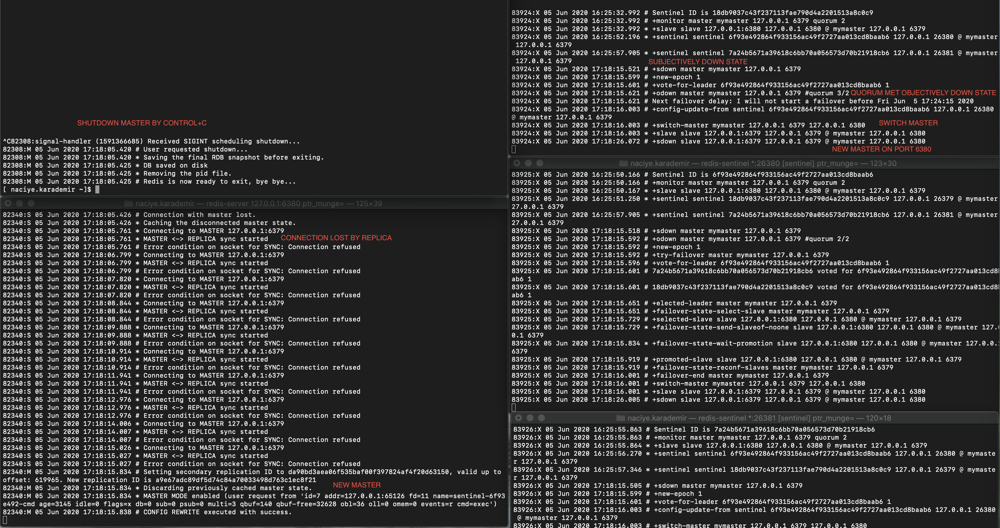 SHUTDOWN MASTER BY CONTROL+C
^C82308:signal-handler (1591366685) Received SIGINT scheduling shutdown...
82308:M 05 Jun 2020 17:18:05.420 # User requested shutdown...
82308:M 05 Jun 2020 17:18:05.420 * Saving the final RDB snapshot before exiting.
82308:M 05 Jun 2020 17:18:05.425 * DB saved on disk
82308:M 05 Jun 2020 17:18:05.425 * Removing the pid file.
82308:M 05 Jun 2020 17:18:05.425 # Redis is now ready to exit, bye bye...
[ naciye.karademir ~]$
naciye.karademir — redis-server 127.0.0.1:6380 ptr_munge= — 125×39
82340:S 05 Jun 2020 17:18:05.426 # Connection with master lost.
82340:S 05 Jun 2020 17:18:05.426 * Caching the disconnected master state.
82340:S 05 Jun 2020 17:18:05.761 * Connecting to MASTER 127.0.0.1:6379
82340:S 05 Jun 2020 17:18:05.761 * MASTER <-> REPLICA sync started CONNECTION LOST BY REPLICA
82340:S 05 Jun 2020 17:18:05.761 # Error condition on socket for SYNC: Connection refused
82340:S 05 Jun 2020 17:18:06.799 * Connecting to MASTER 127.0.0.1:6379
82340:S 05 Jun 2020 17:18:06.799 * MASTER <-> REPLICA sync started
82340:S 05 Jun 2020 17:18:06.799 # Error condition on socket for SYNC: Connection refused
82340:S 05 Jun 2020 17:18:07.820 * Connecting to MASTER 127.0.0.1:6379
82340:S 05 Jun 2020 17:18:07.820 * MASTER <-> REPLICA sync started
82340:S 05 Jun 2020 17:18:07.820 # Error condition on socket for SYNC: Connection refused
82340:S 05 Jun 2020 17:18:08.844 * Connecting to MASTER 127.0.0.1:6379
82340:S 05 Jun 2020 17:18:08.844 * MASTER <-> REPLICA sync started
82340:S 05 Jun 2020 17:18:08.844 # Error condition on socket for SYNC: Connection refused
82340:S 05 Jun 2020 17:18:09.888 * Connecting to MASTER 127.0.0.1:6379
82340:S 05 Jun 2020 17:18:09.888 * MASTER <-> REPLICA sync started
82340:S 05 Jun 2020 17:18:09.888 # Error condition on socket for SYNC: Connection refused
82340:S 05 Jun 2020 17:18:10.914 * Connecting to MASTER 127.0.0.1:6379
82340:S 05 Jun 2020 17:18:10.914 * MASTER <-> REPLICA sync started
82340:S 05 Jun 2020 17:18:10.914 # Error condition on socket for SYNC: Connection refused
82340:S 05 Jun 2020 17:18:11.941 * Connecting to MASTER 127.0.0.1:6379
82340:S 05 Jun 2020 17:18:11.941 * MASTER <-> REPLICA sync started
82340:S 05 Jun 2020 17:18:11.941 # Error condition on socket for SYNC: Connection refused
82340:S 05 Jun 2020 17:18:12.976 * Connecting to MASTER 127.0.0.1:6379
82340:S 05 Jun 2020 17:18:12.976 * MASTER <-> REPLICA sync started
82340:S 05 Jun 2020 17:18:12.976 # Error condition on socket for SYNC: Connection refused
82340:S 05 Jun 2020 17:18:14.006 * Connecting to MASTER 127.0.0.1:6379
82340:S 05 Jun 2020 17:18:14.007 * MASTER <-> REPLICA sync started
82340:S 05 Jun 2020 17:18:14.007 # Error condition on socket for SYNC: Connection refused
82340:S 05 Jun 2020 17:18:15.026 * Connecting to MASTER 127.0.0.1:6379
82340:S 05 Jun 2020 17:18:15.027 * MASTER <-> REPLICA sync started
82340:S 05 Jun 2020 17:18:15.027 # Error condition on socket for SYNC: Connection refused
82340:M 05 Jun 2020 17:18:15.834 # Setting secondary replication ID to da90bd3aea06f535baf00f397824af4f20d63150, valid up to
offset: 619965. New replication ID is a9e67adc89df5d74c84a70033498d763c1ec8f21
82340:M 05 Jun 2020 17:18:15.834 * Discarding previously cached master state. NEW MASTER
82340:M 05 Jun 2020 17:18:15.834 * MASTER MODE enabled (user request from 'id=7 addr=127.0.0.1:65126 fd=11 name=sentinel-6f93
e492-cmd age=3145 idle=0 flags=x db=0 sub=0 psub=0 multi=3 qbuf=140 qbuf-free=32628 obl=36 oll=0 omem=0 events=r cmd=exec')
82340:M 05 Jun 2020 17:18:15.838 # CONFIG REWRITE executed with success.
83924:X 05 Jun 2020 16:25:32.992 # Sentinel ID is 18db9037c43f237113fae790d4a2201513a8c0c9
83924:X 05 Jun 2020 16:25:32.992 # +monitor master mymaster 127.0.0.1 6379 quorum 2
83924:X 05 Jun 2020 16:25:32.992 * +slave slave 127.0.0.1:6380 127.0.0.1 6380 @ mymaster 127.0.0.1 6379
83924:X 05 Jun 2020 16:25:52.196 * +sentinel sentinel 6f93e492864f933156ac49f2727aa013cd8baab6 127.0.0.1 26380 @ mymaster
127.0.0.1 6379
83924:X 05 Jun 2020 16:25:57.905 * +sentinel sentinel 7a24b5671a39618c6bb70a056573d70b21918cb6 127.0.0.1 26381 @ mymaster
127.0.0.1 6379 SUBJECTIVELY DOWN STATE
83924:X 05 Jun 2020 17:18:15.521 # +sdown master mymaster 127.0.0.1 6379
83924:X 05 Jun 2020 17:18:15.599 # +new-epoch 1
83924:X 05 Jun 2020 17:18:15.601 # +vote-for-leader 6f93e492864f933156ac49f2727aa013cd8baab6 1
83924:X 05 Jun 2020 17:18:15.621 # +odown master mymaster 127.0.0.1 6379 #quorum 3/2 QUORUM MET OBJECTIVELY DOWN STATE
83924:X 05 Jun 2020 17:18:15.621 # Next failover delay: I will not start a failover before Fri Jun  5 17:24:15 2020
83924:X 05 Jun 2020 17:18:16.003 # +config-update-from sentinel 6f93e492864f933156ac49f2727aa013cd8baab6 127.0.0.1 26380
@ mymaster 127.0.0.1 6379
83924:X 05 Jun 2020 17:18:16.003 # +switch-master mymaster 127.0.0.1 6379 127.0.0.1 6380 SWITCH MASTER
83924:X 05 Jun 2020 17:18:16.003 * +slave slave 127.0.0.1:6379 127.0.0.1 6379 @ mymaster 127.0.0.1 6380
83924:X 05 Jun 2020 17:18:26.072 # +sdown slave 127.0.0.1:6379 127.0.0.1 6379 @ mymaster 127.0.0.1 6380
NEW MASTER ON PORT 6380
naciye.karademir — redis-sentinel *:26380 [sentinel] ptr_munge= — 123×30
83925:X 05 Jun 2020 16:25:50.166 # Sentinel ID is 6f93e492864f933156ac49f2727aa013cd8baab6
83925:X 05 Jun 2020 16:25:50.166 # +monitor master mymaster 127.0.0.1 6379 quorum 2
83925:X 05 Jun 2020 16:25:50.167 * +slave slave 127.0.0.1:6380 127.0.0.1 6380 @ mymaster 127.0.0.1 6379
83925:X 05 Jun 2020 16:25:51.250 * +sentinel sentinel 18db9037c43f237113fae790d4a2201513a8c0c9 127.0.0.1 26379 @ mymaster
27.0.0.1 6379
83925:X 05 Jun 2020 16:25:57.905 * +sentinel sentinel 7a24b5671a39618c6bb70a056573d70b21918cb6 127.0.0.1 26381 @ mymaster
27.0.0.1 6379
83925:X 05 Jun 2020 17:18:15.518 # +sdown master mymaster 127.0.0.1 6379
83925:X 05 Jun 2020 17:18:15.592 # +odown master mymaster 127.0.0.1 6379 #quorum 2/2
83925:X 05 Jun 2020 17:18:15.592 # +new-epoch 1
83925:X 05 Jun 2020 17:18:15.592 # +try-failover master mymaster 127.0.0.1 6379
83925:X 05 Jun 2020 17:18:15.596 # +vote-for-leader 6f93e492864f933156ac49f2727aa013cd8baab6 1
83925:X 05 Jun 2020 17:18:15.601 # 7a24b5671a39618c6bb70a056573d70b21918cb6 voted for 6f93e492864f933156ac49f2727aa013cd8
ab6 1
83925:X 05 Jun 2020 17:18:15.601 # 18db9037c43f237113fae790d4a2201513a8c0c9 voted for 6f93e492864f933156ac49f2727aa013cd8
ab6 1
83925:X 05 Jun 2020 17:18:15.651 # +elected-leader master mymaster 127.0.0.1 6379
83925:X 05 Jun 2020 17:18:15.651 # +failover-state-select-slave master mymaster 127.0.0.1 6379
83925:X 05 Jun 2020 17:18:15.729 # +selected-slave slave 127.0.0.1:6380 127.0.0.1 6380 @ mymaster 127.0.0.1 6379
83925:X 05 Jun 2020 17:18:15.729 * +failover-state-send-slaveof-noone slave 127.0.0.1:6380 127.0.0.1 6380 @ mymaster 127.
0.1 6379
83925:X 05 Jun 2020 17:18:15.834 * +failover-state-wait-promotion slave 127.0.0.1:6380 127.0.0.1 6380 @ mymaster 127.0.0.
6379
83925:X 05 Jun 2020 17:18:15.919 # +promoted-slave slave 127.0.0.1:6380 127.0.0.1 6380 @ mymaster 127.0.0.1 6379
83925:X 05 Jun 2020 17:18:15.919 # +failover-state-reconf-slaves master mymaster 127.0.0.1 6379
83925:X 05 Jun 2020 17:18:16.001 # +failover-end master mymaster 127.0.0.1 6379
83925:X 05 Jun 2020 17:18:16.001 # +switch-master mymaster 127.0.0.1 6379 127.0.0.1 6380
83925:X 05 Jun 2020 17:18:16.001 * +slave slave 127.0.0.1:6379 127.0.0.1 6379 @ mymaster 127.0.0.1 6380
83925:X 05 Jun 2020 17:18:26.005 # +sdown slave 127.0.0.1:6379 127.0.0.1 6379 @ mymaster 127.0.0.1 6380
naciye.karademir — redis-sentinel *:26381 [sentinel] ptr_munge= — 120×18
83926:X 05 Jun 2020 16:25:55.863 # Sentinel ID is 7a24b5671a39618c6bb70a056573d70b21918cb6
83926:X 05 Jun 2020 16:25:55.863 # +monitor master mymaster 127.0.0.1 6379 quorum 2
83926:X 05 Jun 2020 16:25:55.864 * +slave slave 127.0.0.1:6380 127.0.0.1 6380 @ mymaster 127.0.0.1 6379
83926:X 05 Jun 2020 16:25:56.270 * +sentinel sentinel 6f93e492864f933156ac49f2727aa013cd8baab6 127.0.0.1 26380 @ mymaste
r 127.0.0.1 6379
83926:X 05 Jun 2020 16:25:57.346 * +sentinel sentinel 18db9037c43f237113fae790d4a2201513a8c0c9 127.0.0.1 26379 @ mymaste
r 127.0.0.1 6379
83926:X 05 Jun 2020 17:18:15.505 # +sdown master mymaster 127.0.0.1 6379
83926:X 05 Jun 2020 17:18:15.599 # +new-epoch 1
83926:X 05 Jun 2020 17:18:15.601 # +vote-for-leader 6f93e492864f933156ac49f2727aa013cd8baab6 1
83926:X 05 Jun 2020 17:18:16.003 # +config-update-from sentinel 6f93e492864f933156ac49f2727aa013cd8baab6 127.0.0.1 26380
@ mymaster 127.0.0.1 6379
83926:X 05 Jun 2020 17:18:16.003 # +switch-master mymaster 127.0.0.1 6379 127.0.0.1 6380